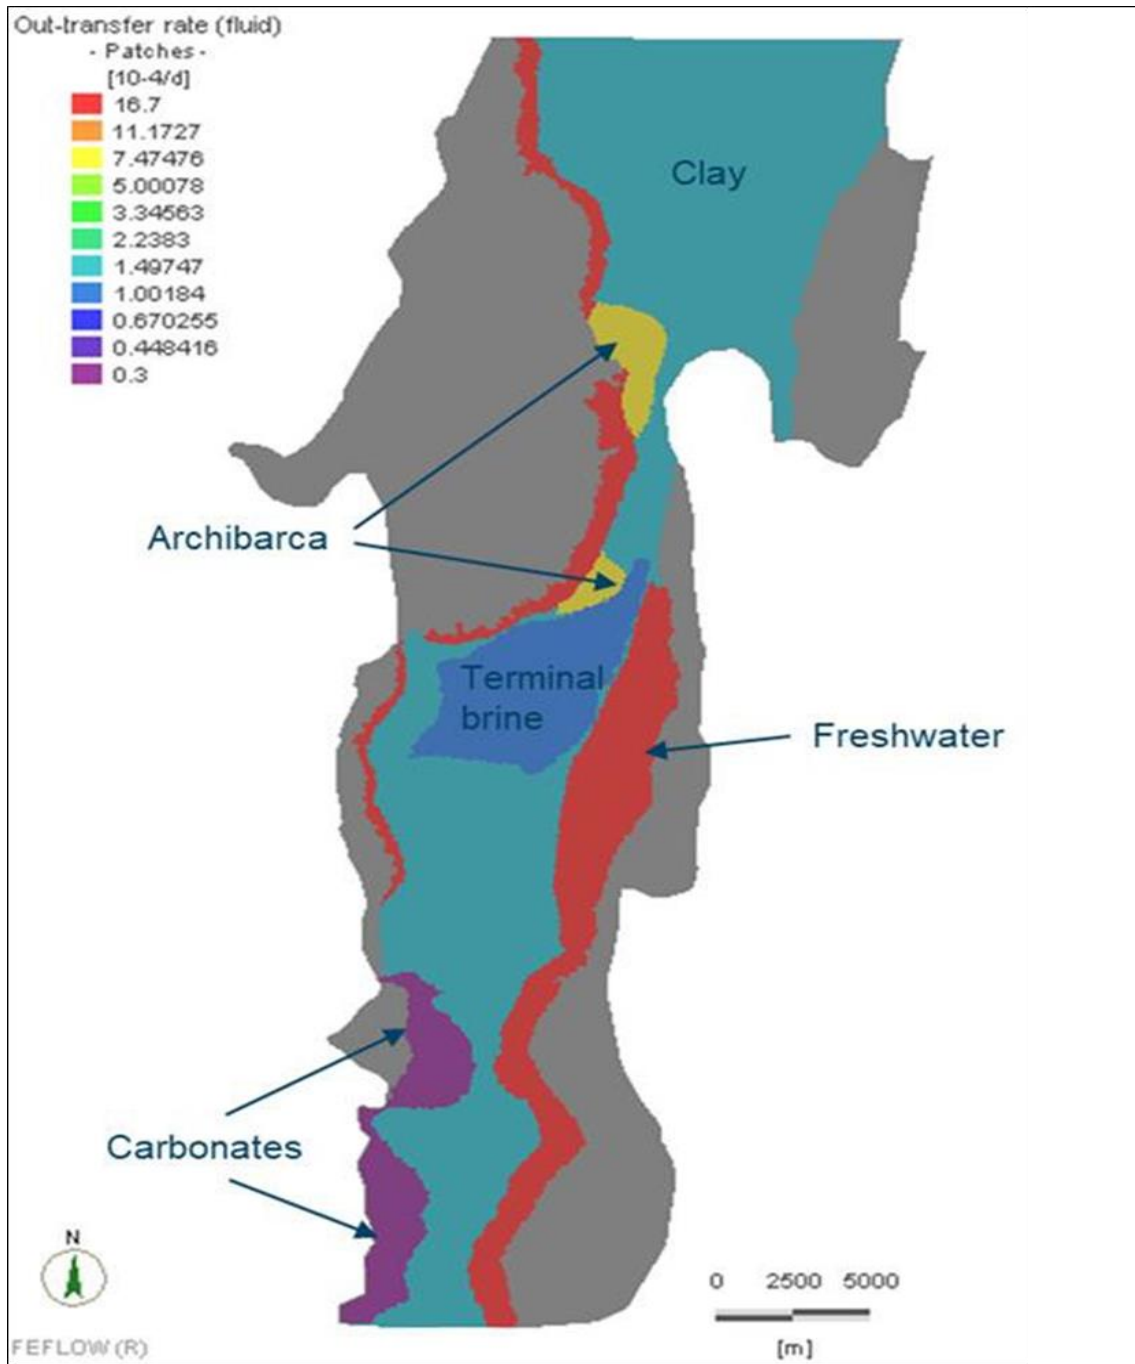 Out-transfer rate (fluid)
- Patches -
[10-4/d]
16.7
11.1727
7.47476
5.00078
3.34563
2.2383
1.49747
1.00184
0.670255
0.448416
0.3
Clay
Archibarca
Terminal
brine
Freshwater
Carbonates
N
0 2500 5000
[m]
FEFLOW (R)